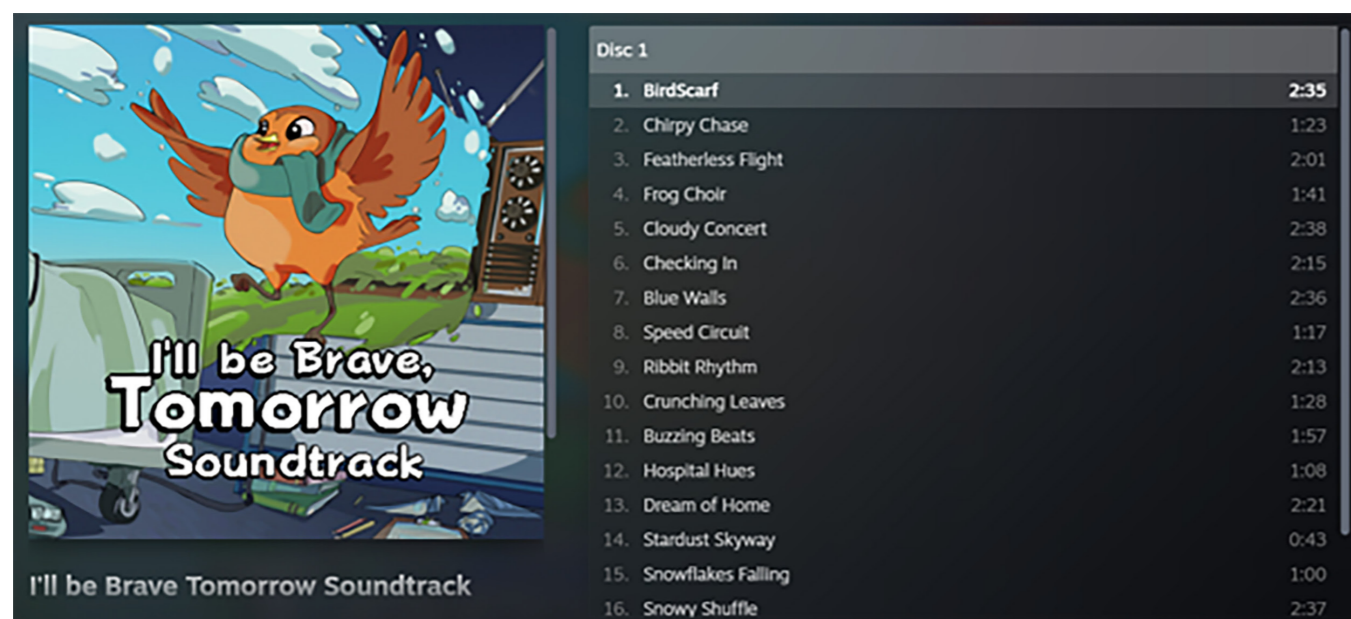 I'll be Brave,
Tomorrow
Soundtrack
I'll be Brave Tomorrow Soundtrack
Disc 1
1. BirdScarf 2:35
2. Chirpy Chase 1:23
3. Featherless Flight 2:01
4. Frog Choir 1:41
5. Cloudy Concert 2:38
6. Checking In 2:15
7. Blue Walls 2:36
8. Speed Circuit 1:17
9. Ribbit Rhythm 2:13
10. Crunching Leaves 1:28
11. Buzzing Beats 1:57
12. Hospital Hues 1:08
13. Dream of Home 2:21
14. Stardust Skyway 0:43
15. Snowflakes Falling 1:00
16. Snowy Shuffle 2:37